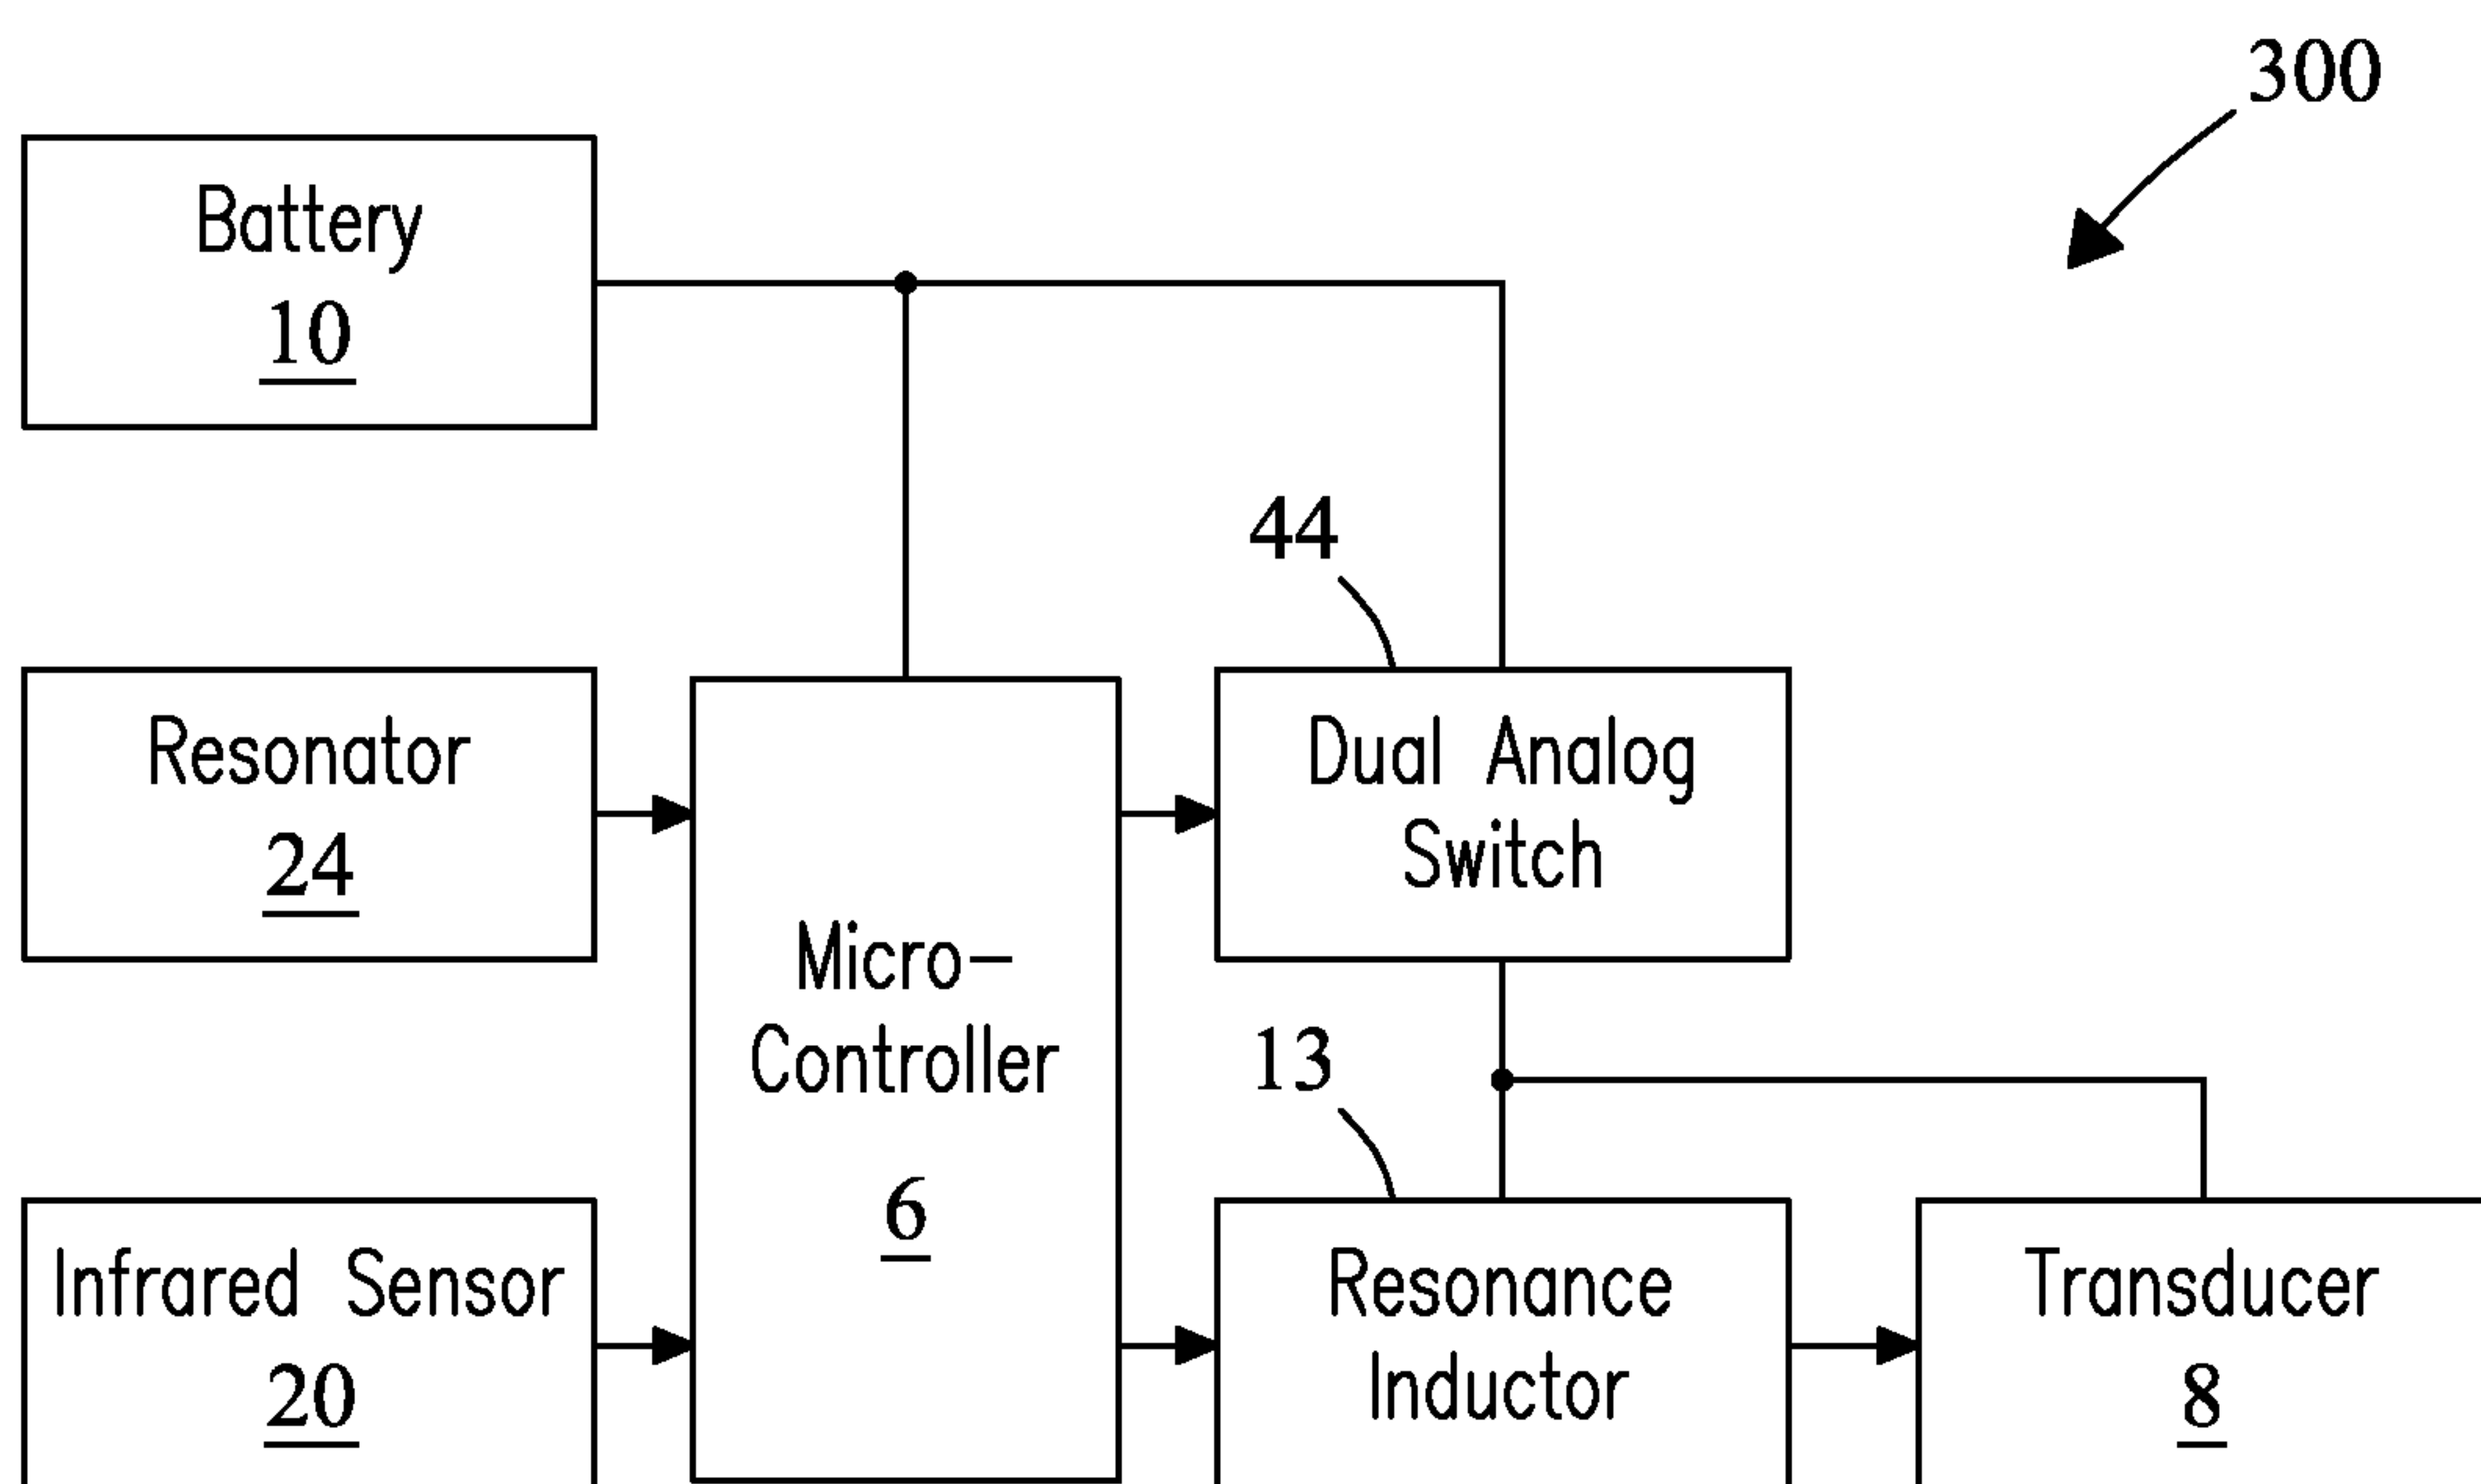 300
Battery
10
44
Resonator
24
Dual Analog
Switch
Micro-
Controller
6
13
Infrared Sensor
20
Resonance
Inductor
Transducer
8